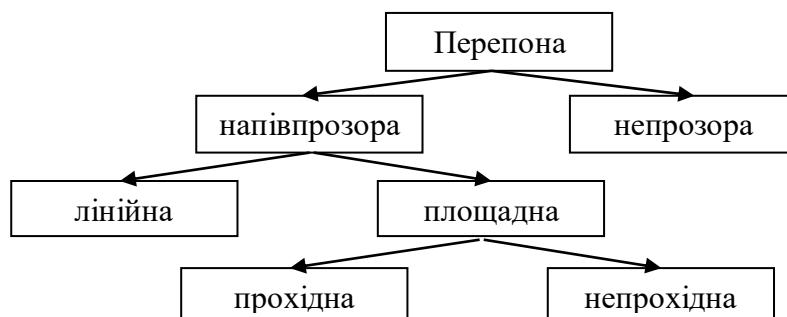 Перепона
напівпрозора
непрозора
лінійна
площадна
прохідна
непрохідна